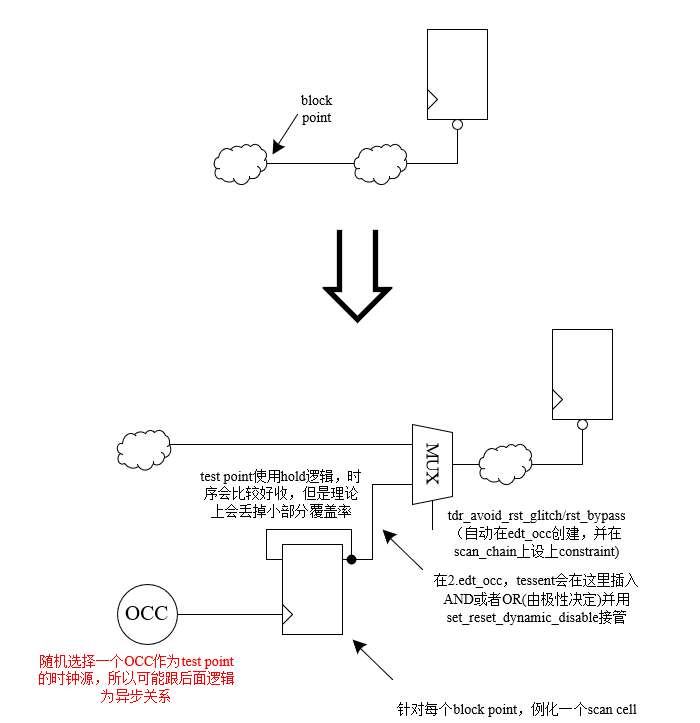 block
point
MUX
test point使用hold逻辑，时
序会比较好收，但是理论
上会丢掉小部分覆盖率
tdr_avoid_rst_glitch/rst_bypass
（自动在edt_occ创建，并在
scan_chain上设上constraint)
在2.edt_occ，tessent会在这里插入
AND或者OR(由极性决定)并用
set_reset_dynamic_disable接管
OCC
随机选择一个OCC作为test point
的时钟源，所以可能跟后面逻辑
为异步关系
针对每个block point，例化一个scan cell